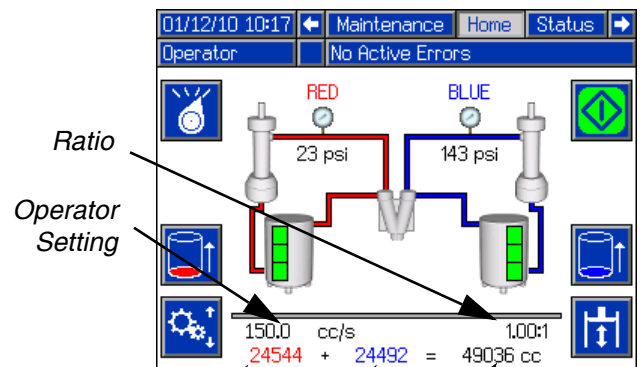 01/12/10 10:17 Maintenance Home Status
Operator No Active Errors
RED BLUE
23 psi 143 psi
Ratio
Operator
Setting
150.0 cc/s 1.00:1
24544 + 24492 = 49036 cc